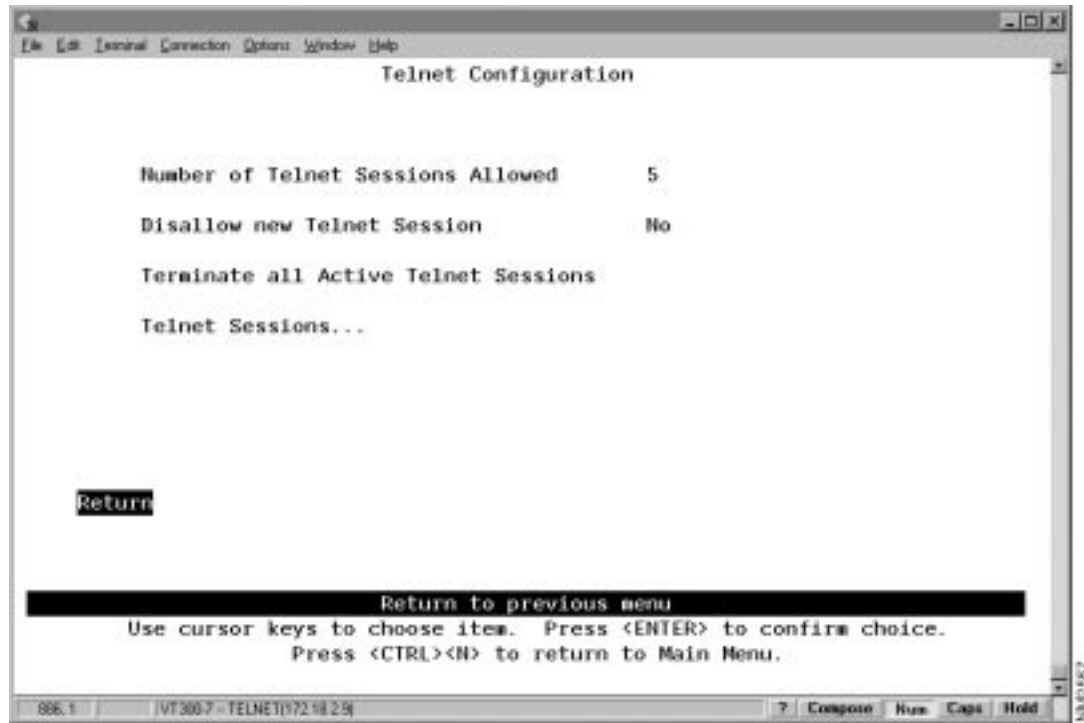 File Edit Terminal Connection Options Window Help
Telnet Configuration
Number of Telnet Sessions Allowed 5
Disallow new Telnet Session No
Terminate all Active Telnet Sessions
Telnet Sessions...
Return
Return to previous menu
Use cursor keys to choose item. Press <ENTER> to confirm choice.
Press <CTRL><N> to return to Main Menu.
VT300-7 - TELNET(172.18.2.9) ? Compose Num Caps Hold